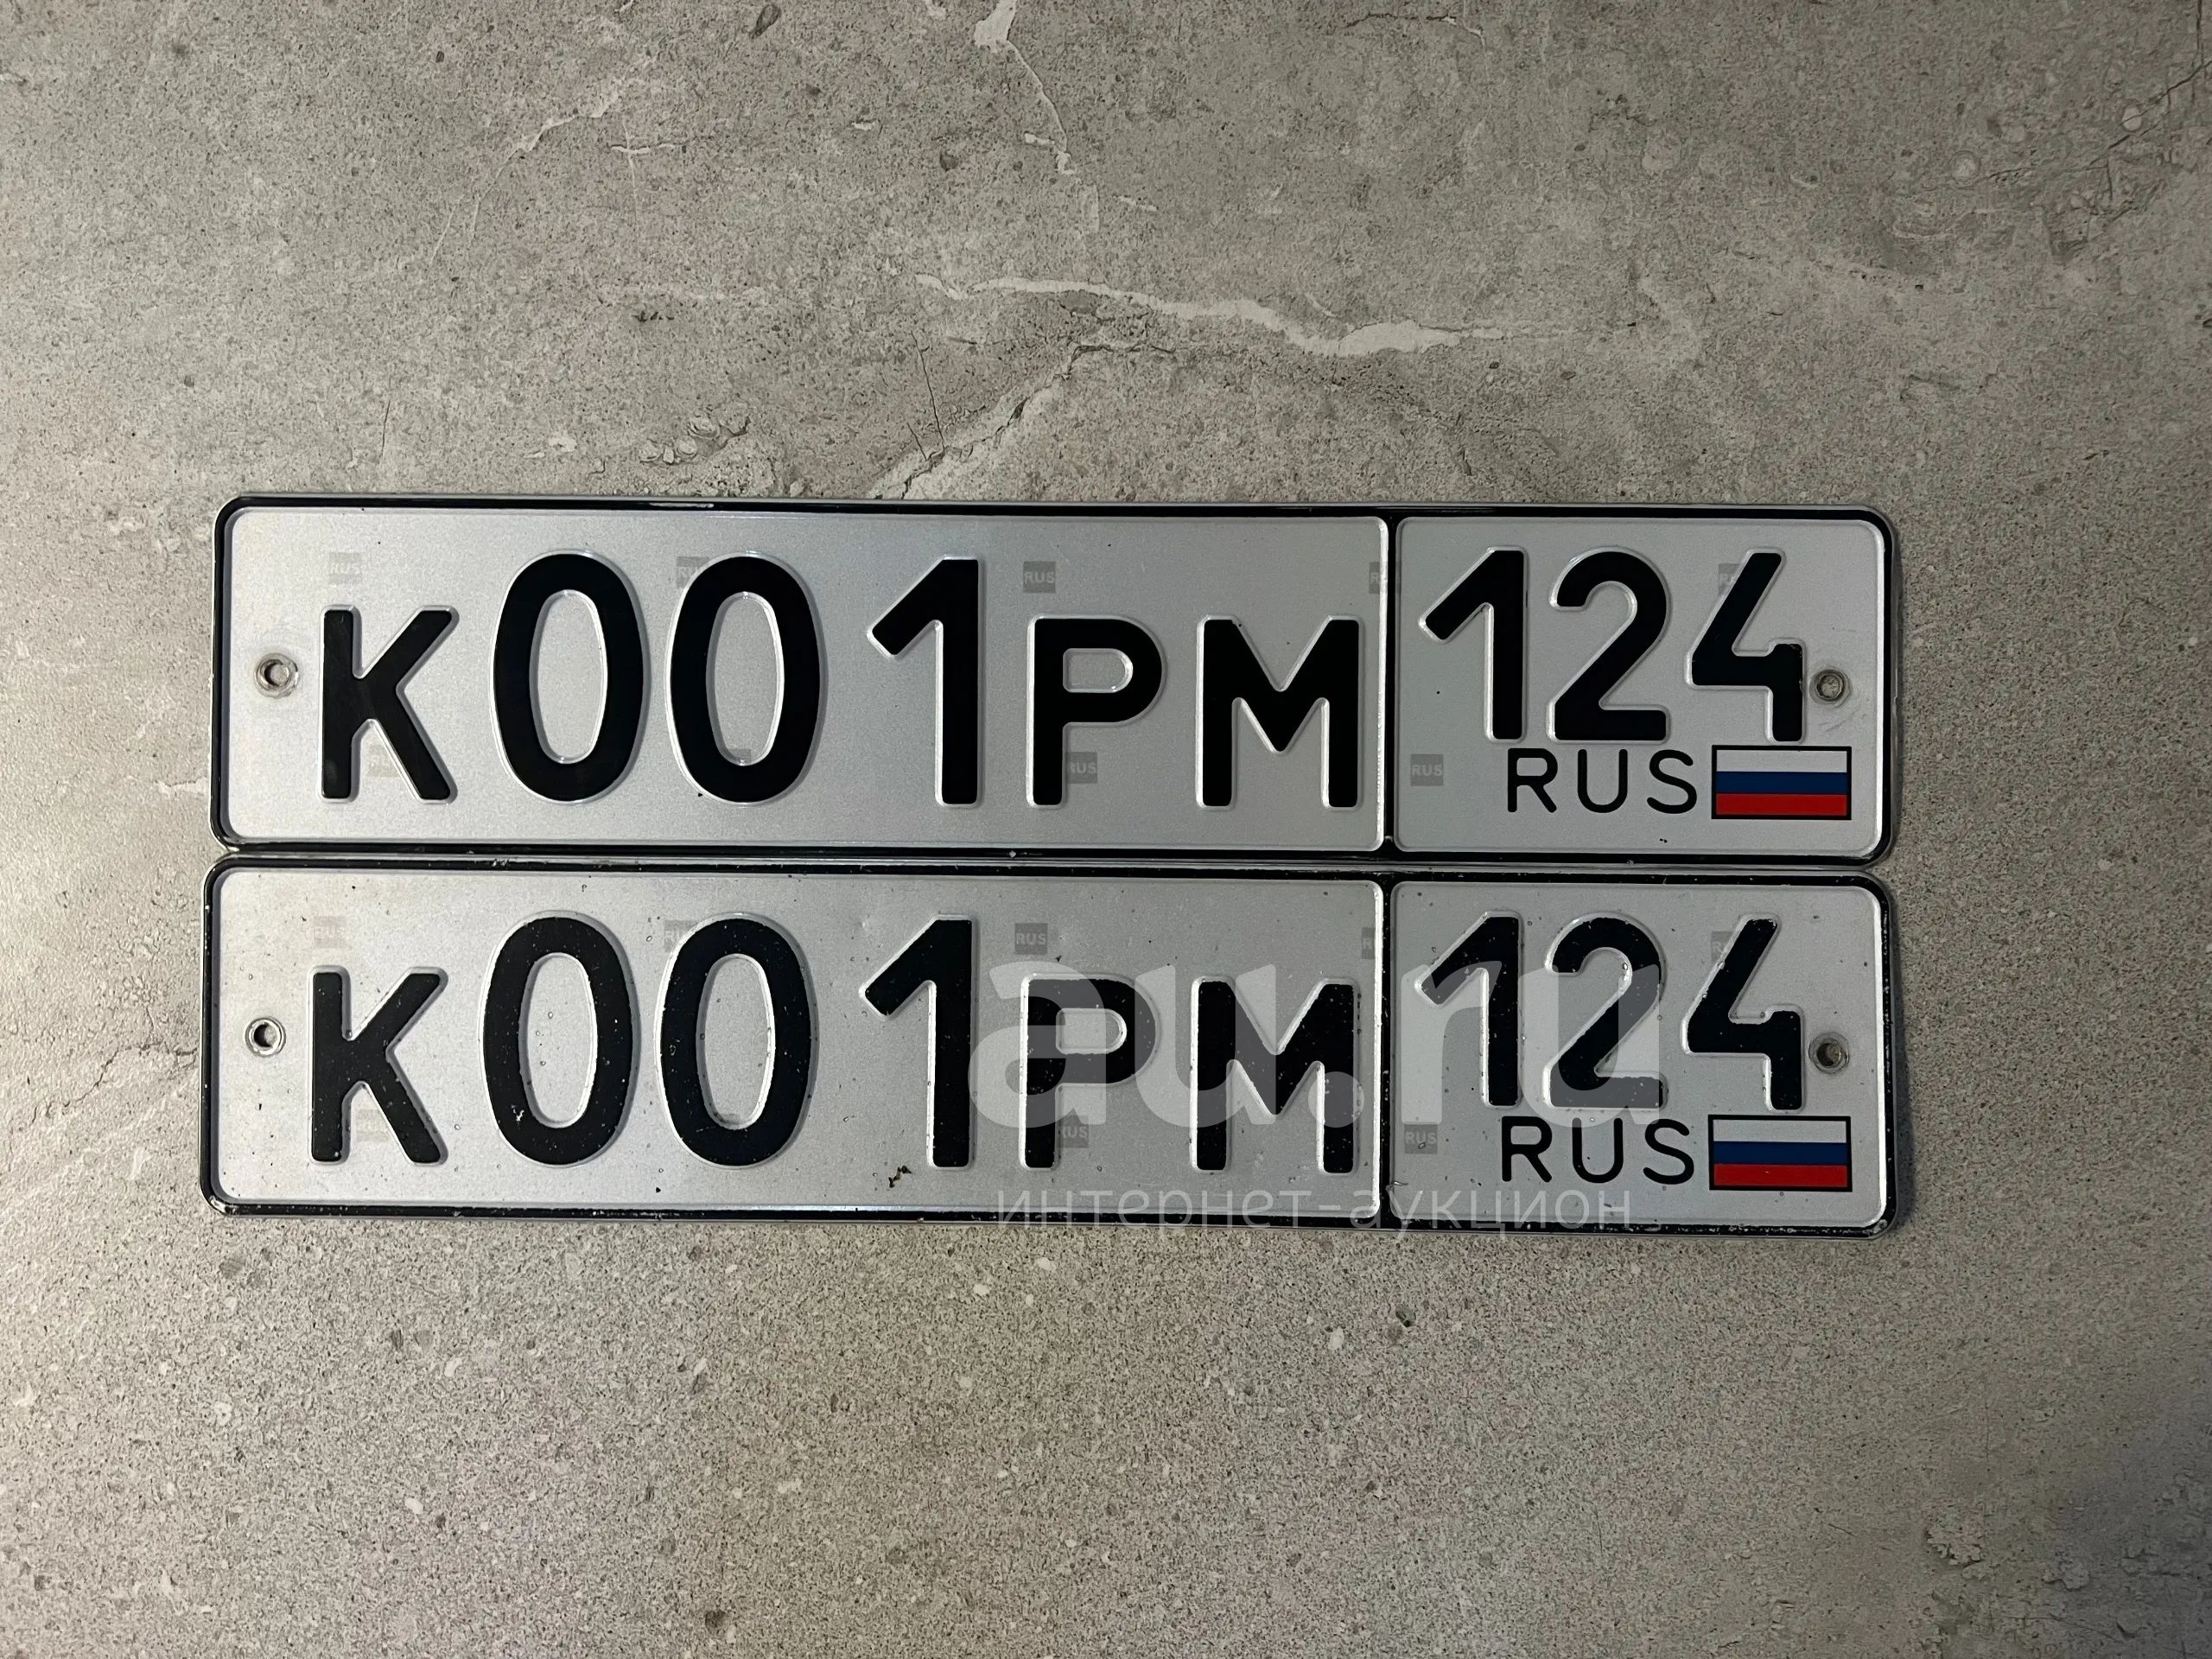 К001РМ 124
RUS
К001РМ 124
RUS
au.ru
интернет-аукцион